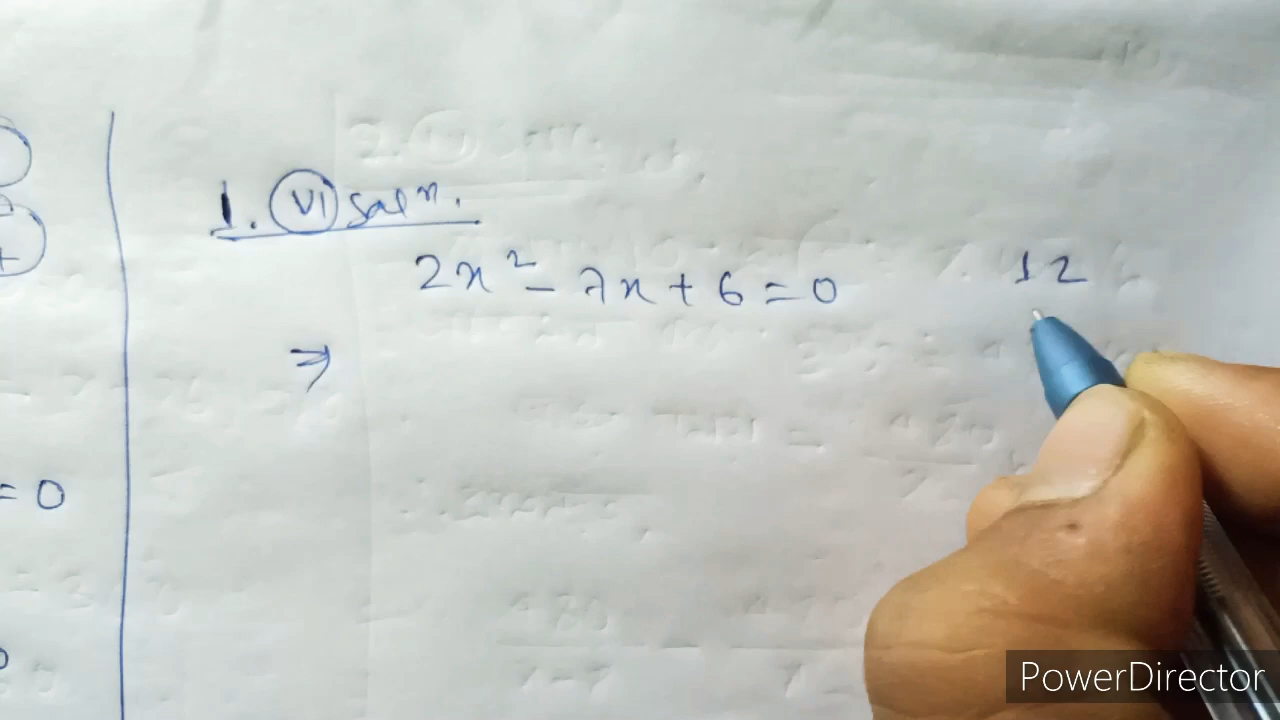 1. VI soln.
2x² - 7x + 6 = 0
12
⇒
= 0
PowerDirector